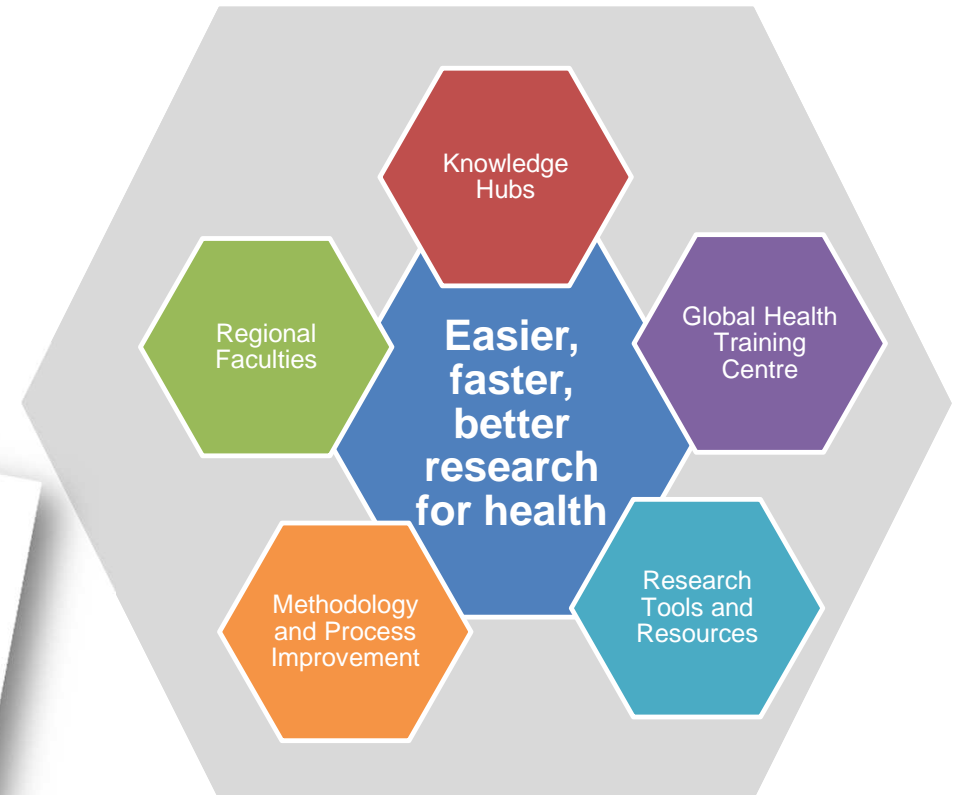 Knowledge
Hubs
Global Health
Training
Centre
Regional
Faculties
Easier,
faster,
better
research
for health
Research
Tools and
Resources
Methodology
and Process
Improvement